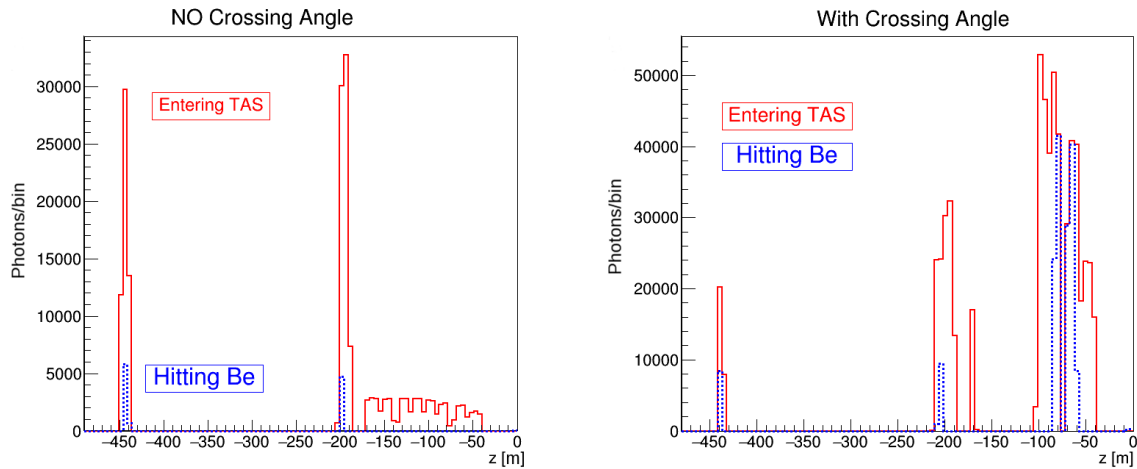 NO Crossing Angle
Photons/bin
30000
25000
20000
15000
10000
5000
0
Entering TAS
Hitting Be
−450 −400 −350 −300 −250 −200 −150 −100 −50 0
z [m]
With Crossing Angle
Photons/bin
50000
40000
30000
20000
10000
0
Entering TAS
Hitting Be
−450 −400 −350 −300 −250 −200 −150 −100 −50 0
z [m]